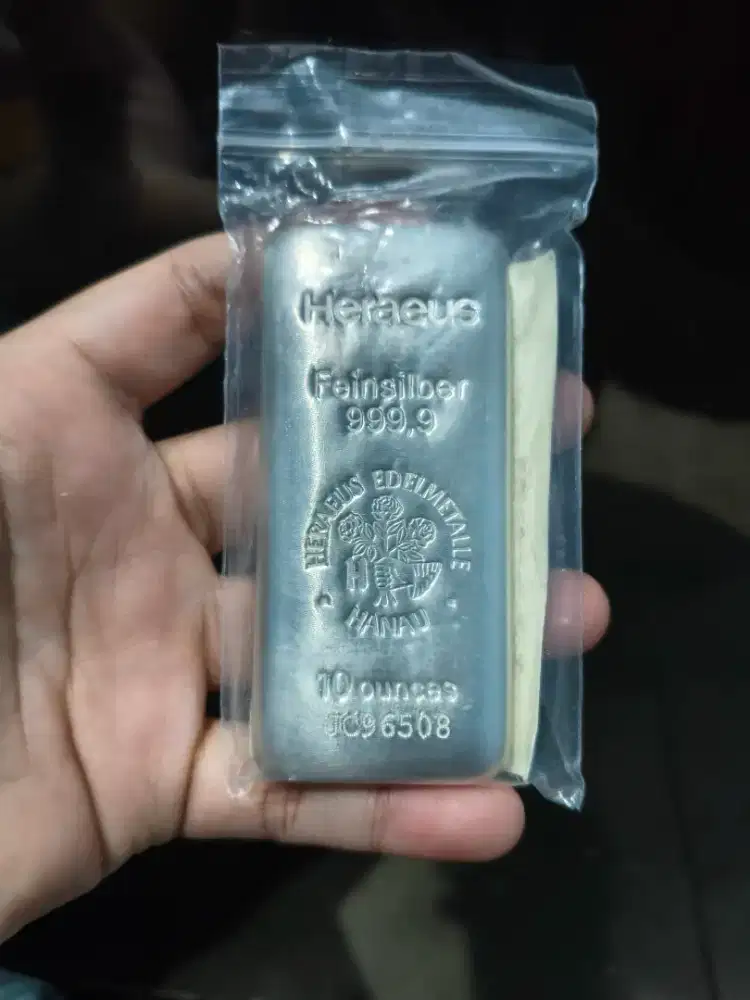 Heraeus
Feinsilber
999,9
HERAEUS EDELMETALLE
H
HANAU
10 ounces
JC96508